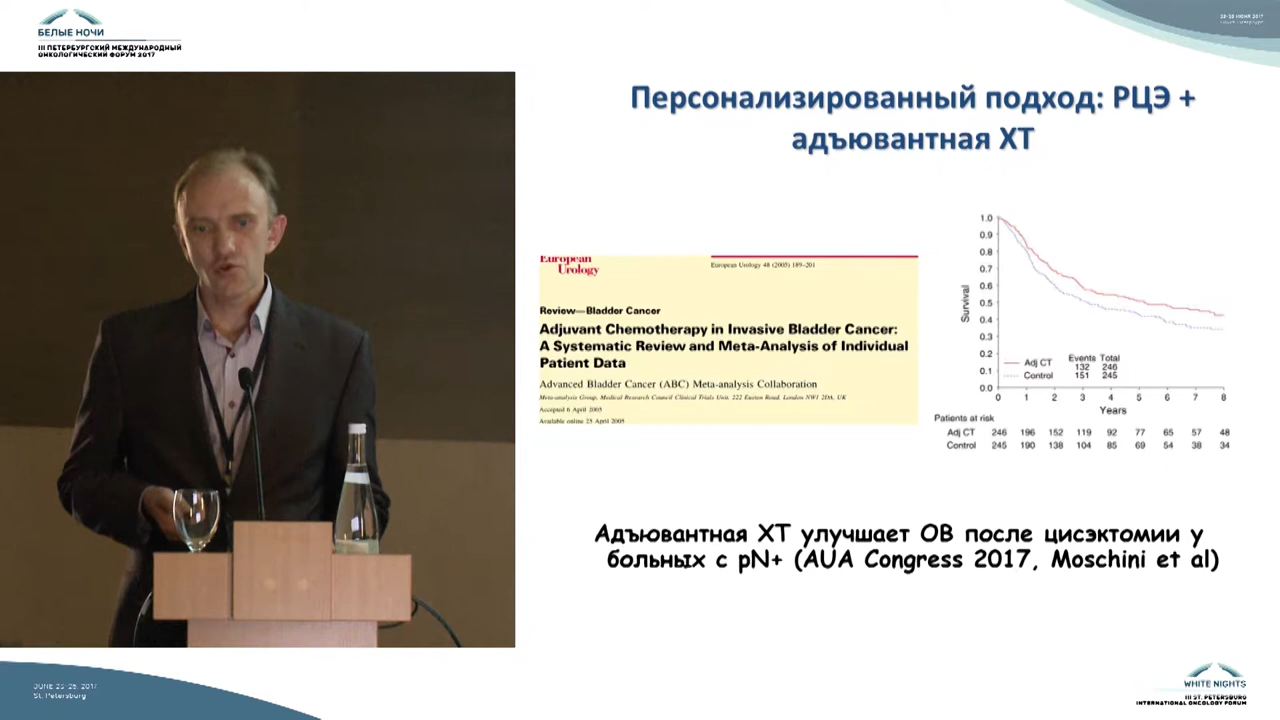 БЕЛЫЕ НОЧИ
III ПЕТЕРБУРГСКИЙ МЕЖДУНАРОДНЫЙ
ОНКОЛОГИЧЕСКИЙ ФОРУМ 2017
Персонализированный подход: РЦЭ +
адъювантная ХТ
European
Urology
European Urology 48 (2005) 189–201
Review—Bladder Cancer
Adjuvant Chemotherapy in Invasive Bladder Cancer:
A Systematic Review and Meta-Analysis of Individual
Patient Data
Advanced Bladder Cancer (ABC) Meta-analysis Collaboration
Meta-analysis Group, Medical Research Council Clinical Trials Unit, 222 Euston Road, London NW1 2DA, UK
Accepted 6 April 2005
Available online 25 April 2005
1.0
0.9
0.8
0.7
0.6
0.5
0.4
0.3
0.2
0.1
0.0
Survival
Events Total
Adj CT 132 246
Control 151 245
0 1 2 3 4 5 6 7 8
Years
Patients at risk
Adj CT 246 196 152 119 92 77 65 57 48
Control 245 190 138 104 85 69 54 38 34
Адъювантная ХТ улучшает ОВ после цисэктомии у
больных с pN+ (AUA Congress 2017, Moschini et al)
St. Petersburg
WHITE NIGHTS
III ST. PETERSBURG
INTERNATIONAL ONCOLOGY FORUM